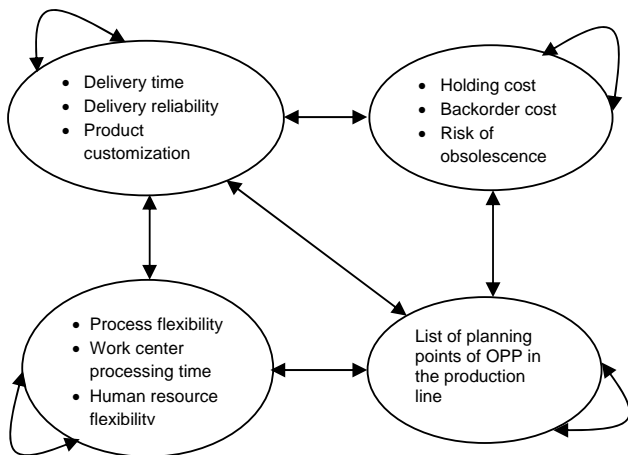 • Delivery time
• Delivery reliability
• Product
customization
• Holding cost
• Backorder cost
• Risk of
obsolescence
• Process flexibility
• Work center
processing time
• Human resource
flexibility
List of planning
points of OPP in
the production
line